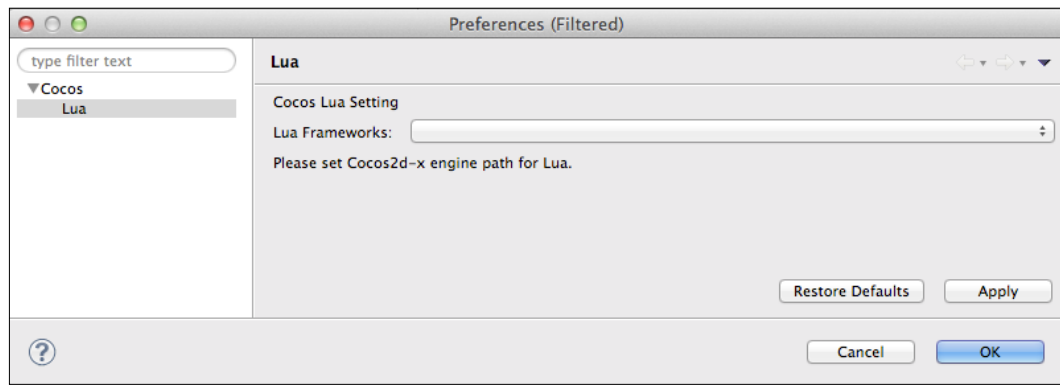 Preferences (Filtered)
type filter text
Cocos
Lua
Lua
Cocos Lua Setting
Lua Frameworks:
Please set Cocos2d-x engine path for Lua.
Restore Defaults
Apply
?
Cancel
OK